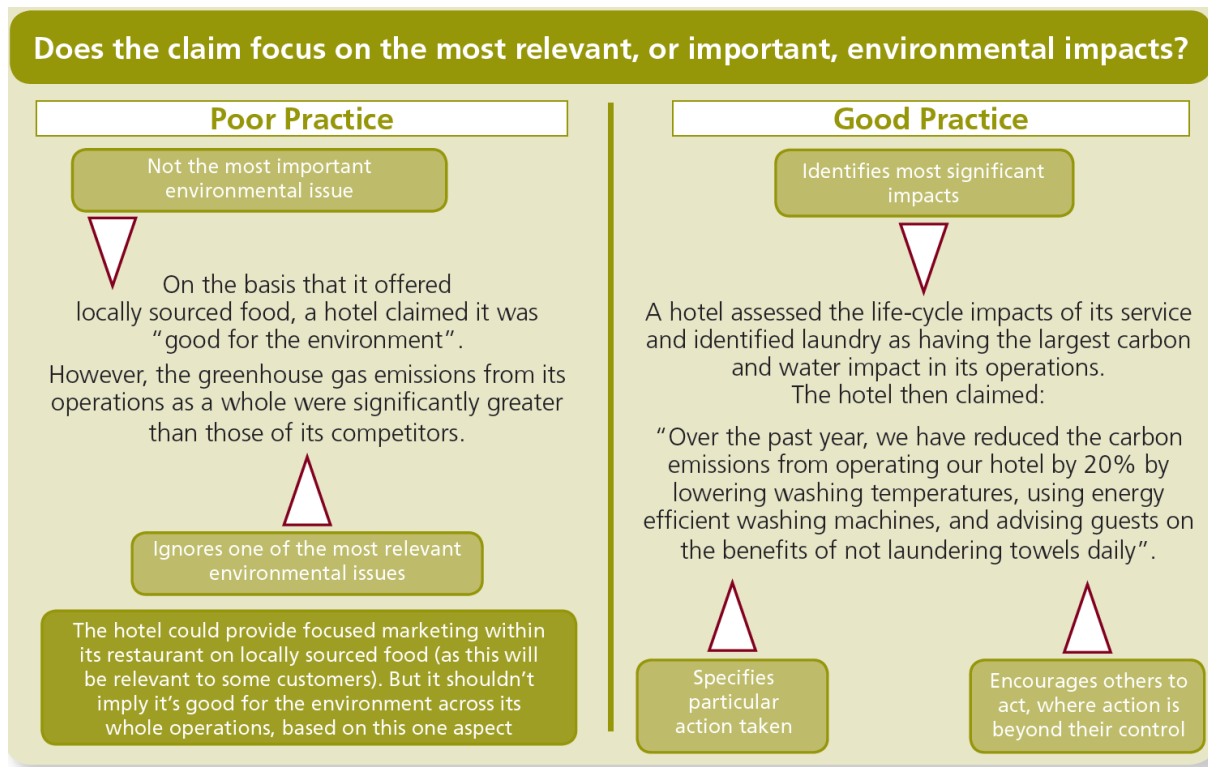 Does the claim focus on the most relevant, or important, environmental impacts?
Poor Practice
Not the most important
environmental issue
On the basis that it offered
locally sourced food, a hotel claimed it was
“good for the environment”.
However, the greenhouse gas emissions from its
operations as a whole were significantly greater
than those of its competitors.
Ignores one of the most relevant
environmental issues
The hotel could provide focused marketing within
its restaurant on locally sourced food (as this will
be relevant to some customers). But it shouldn’t
imply it’s good for the environment across its
whole operations, based on this one aspect
Good Practice
Identifies most significant
impacts
A hotel assessed the life-cycle impacts of its service
and identified laundry as having the largest carbon
and water impact in its operations.
The hotel then claimed:
“Over the past year, we have reduced the carbon
emissions from operating our hotel by 20% by
lowering washing temperatures, using energy
efficient washing machines, and advising guests on
the benefits of not laundering towels daily”.
Specifies
particular
action taken
Encourages others to
act, where action is
beyond their control